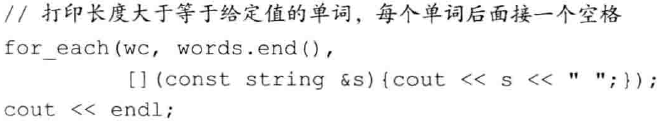 // 打印长度大于等于给定值的单词，每个单词后面接一个空格
for_each(wc, words.end(),
[](const string &s){cout << s << " ";});
cout << endl;